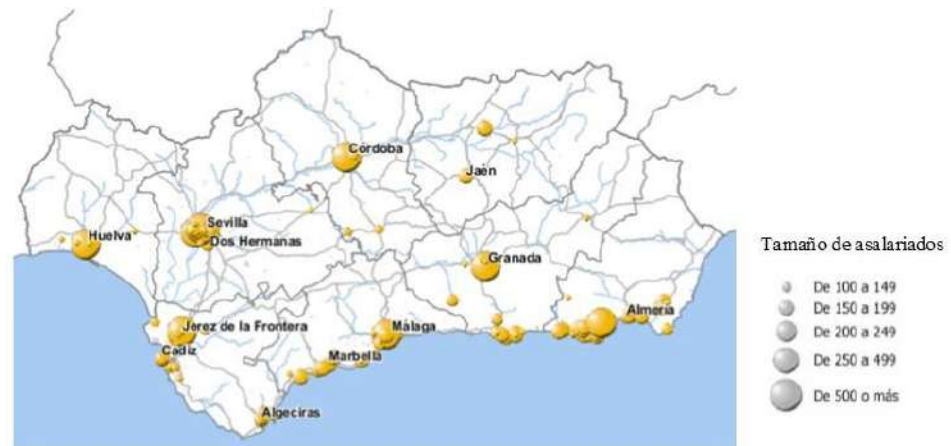 Córdoba
Jaén
Sevilla
Huelva
Dos Hermanas
Granada
Tamaño de asalariados
De 100 a 149
De 150 a 199
De 200 a 249
De 250 a 499
De 500 o más
Almería
Jerez de la Frontera
Málaga
Cádiz
Marbella
Algeciras